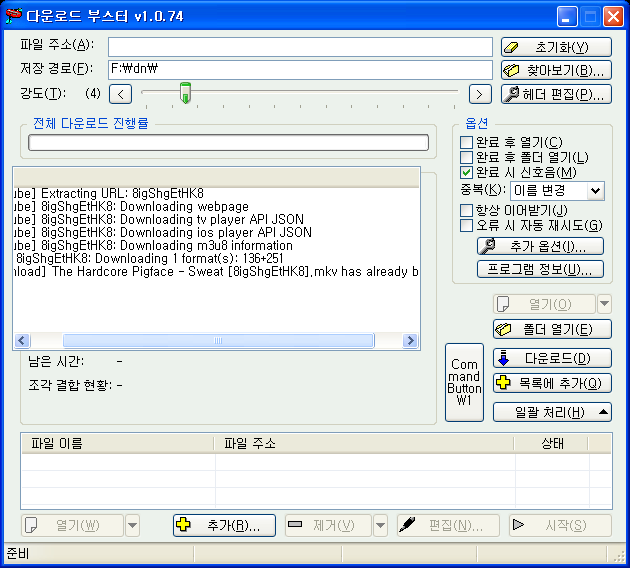 다운로드 부스터 v1.0.74
파일 주소(A):
초기화(Y)
저장 경로(F): F:\dn\
찾아보기(B)...
강도(T): (4) < >
헤더 편집(P)...
전체 다운로드 진행률
옵션
완료 후 열기(C)
완료 후 폴더 열기(L)
완료 시 신호음(M)
중복(K): 이름 변경
항상 이어받기(J)
오류 시 자동 재시도(G)
추가 옵션(I)...
프로그램 정보(U)...
ube] Extracting URL: 8igShgEtHK8
ube] 8igShgEtHK8: Downloading webpage
ube] 8igShgEtHK8: Downloading tv player API JSON
ube] 8igShgEtHK8: Downloading ios player API JSON
ube] 8igShgEtHK8: Downloading m3u8 information
8igShgEtHK8: Downloading 1 format(s): 136+251
nload] The Hardcore Pigface - Sweat [8igShgEtHK8].mkv has already b
남은 시간: -
조각 결합 현황: -
Com
mand
Button
W1
열기(O)
폴더 열기(E)
다운로드(D)
목록에 추가(Q)
일괄 처리(H)
파일 이름 파일 주소 상태
열기(W) 추가(R)... 제거(V) 편집(N)... 시작(S)
준비